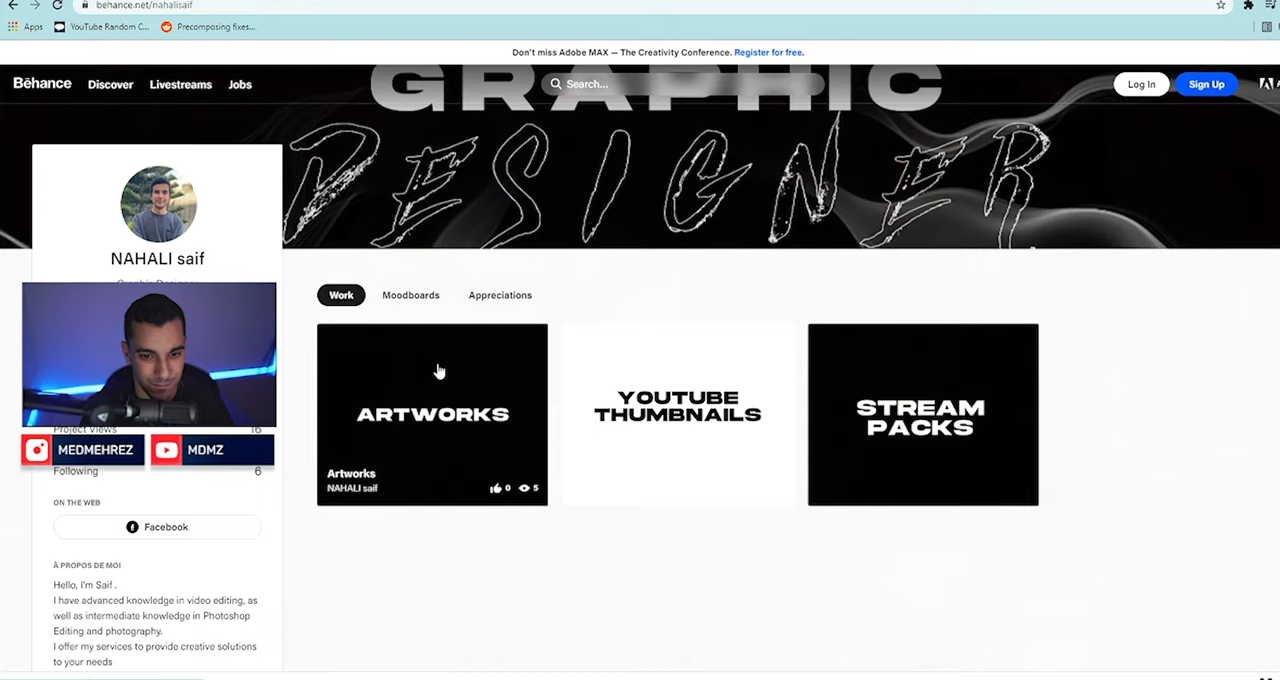 behance.net/nahalisaif
Apps
YouTube Random C...
Precomposing fixes...
Don't miss Adobe MAX — The Creativity Conference. Register for free.
Bēhance
Discover
Livestreams
Jobs
Search...
Log In
Sign Up
GRAPHIC
DESIGNER
NAHALI saif
Graphic Designer
Work
Moodboards
Appreciations
ARTWORKS
Artworks
NAHALI saif
0
5
YOUTUBE
THUMBNAILS
STREAM
PACKS
Project Views 16
MEDMEHREZ
MDMZ
Following 6
ON THE WEB
Facebook
À PROPOS DE MOI
Hello, I'm Saif .
I have advanced knowledge in video editing, as
well as intermediate knowledge in Photoshop
Editing and photography.
I offer my services to provide creative solutions
to your needs